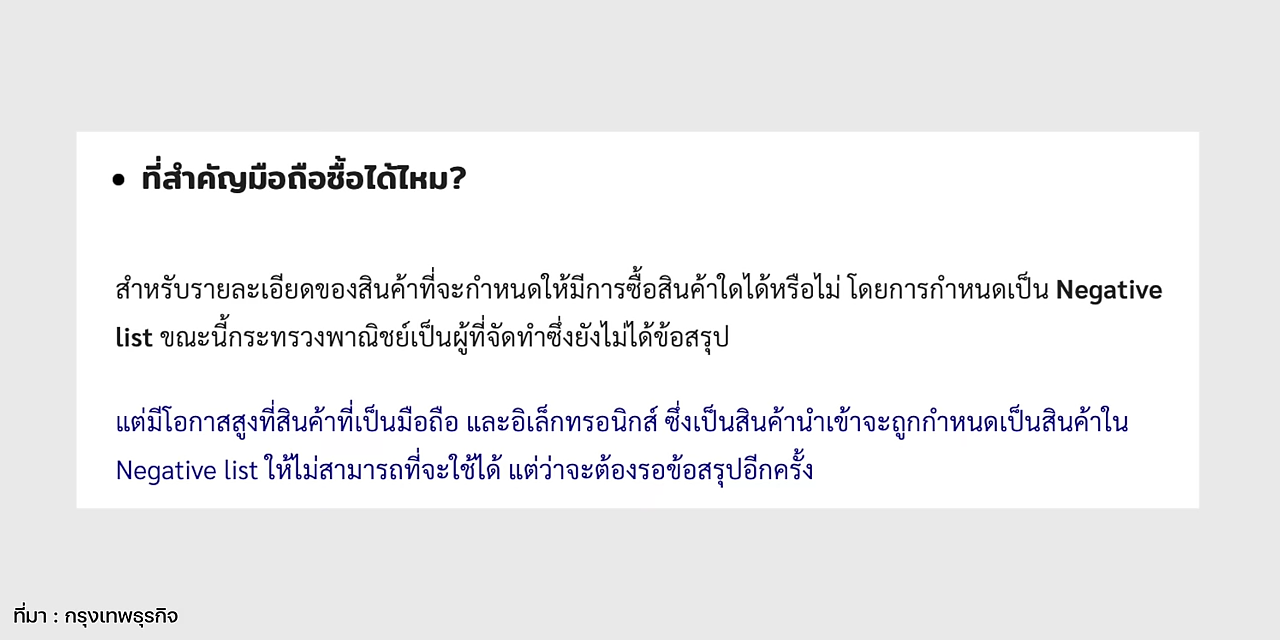 • ที่สำคัญมือถือซื้อได้ไหม?
สำหรับรายละเอียดของสินค้าที่จะกำหนดให้มีการซื้อสินค้าใดได้หรือไม่ โดยการกำหนดเป็น Negative
list ขณะนี้กระทรวงพาณิชย์เป็นผู้ที่จัดทำซึ่งยังไม่ได้ข้อสรุป
แต่มีโอกาสสูงที่สินค้าที่เป็นมือถือ และอิเล็กทรอนิกส์ ซึ่งเป็นสินค้านำเข้าจะถูกกำหนดเป็นสินค้าใน
Negative list ให้ไม่สามารถที่จะใช้ได้ แต่ว่าจะต้องรอข้อสรุปอีกครั้ง
ที่มา : กรุงเทพธุรกิจ